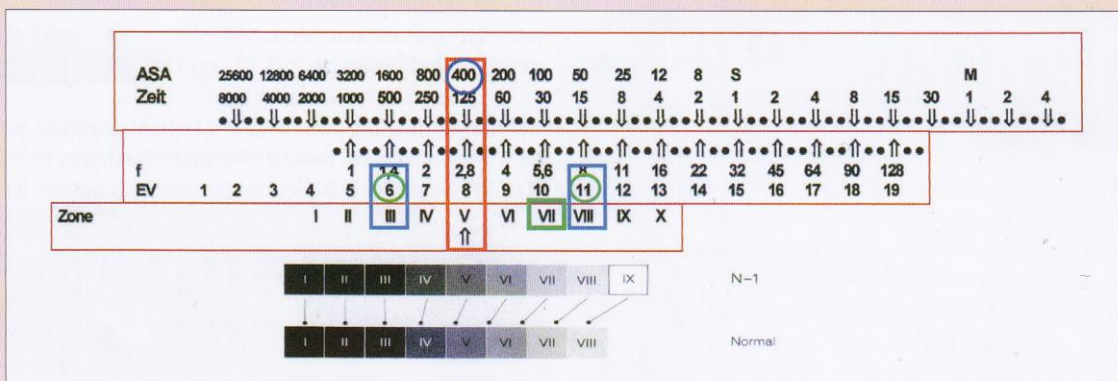 ASA 25600 12800 6400 3200 1600 800 400 200 100 50 25 12 8 S M
Zeit 8000 4000 2000 1000 500 250 125 60 30 15 8 4 2 1 2 4 8 15 30 1 2 4
f 1 1,4 2 2,8 4 5,6 8 11 16 22 32 45 64 90 128
EV 1 2 3 4 5 6 7 8 9 10 11 12 13 14 15 16 17 18 19
Zone I II III IV V VI VII VIII IX X
I II III IV V VI VII VIII IX N–1
I II III IV V VI VII VIII Normal